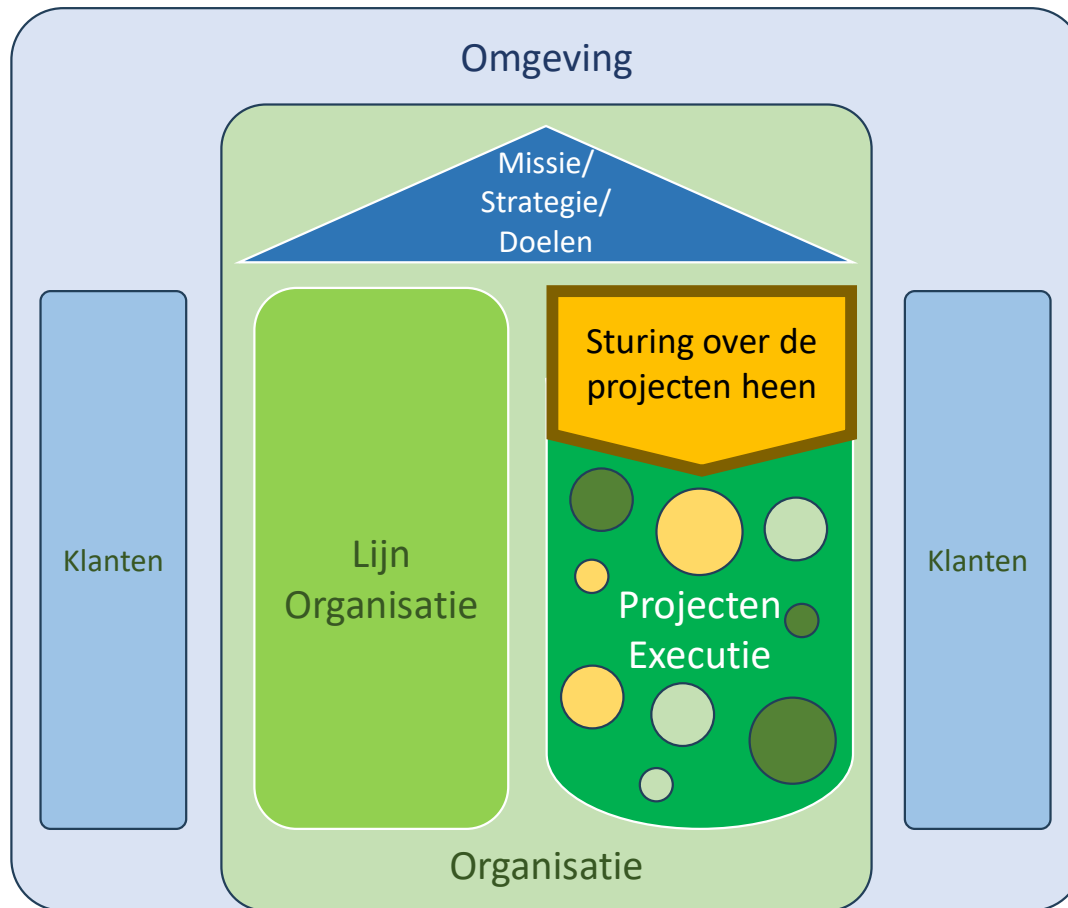 Omgeving
Missie/
Strategie/
Doelen
Sturing over de
projecten heen
Klanten
Lijn
Organisatie
Projecten
Executie
Klanten
Organisatie